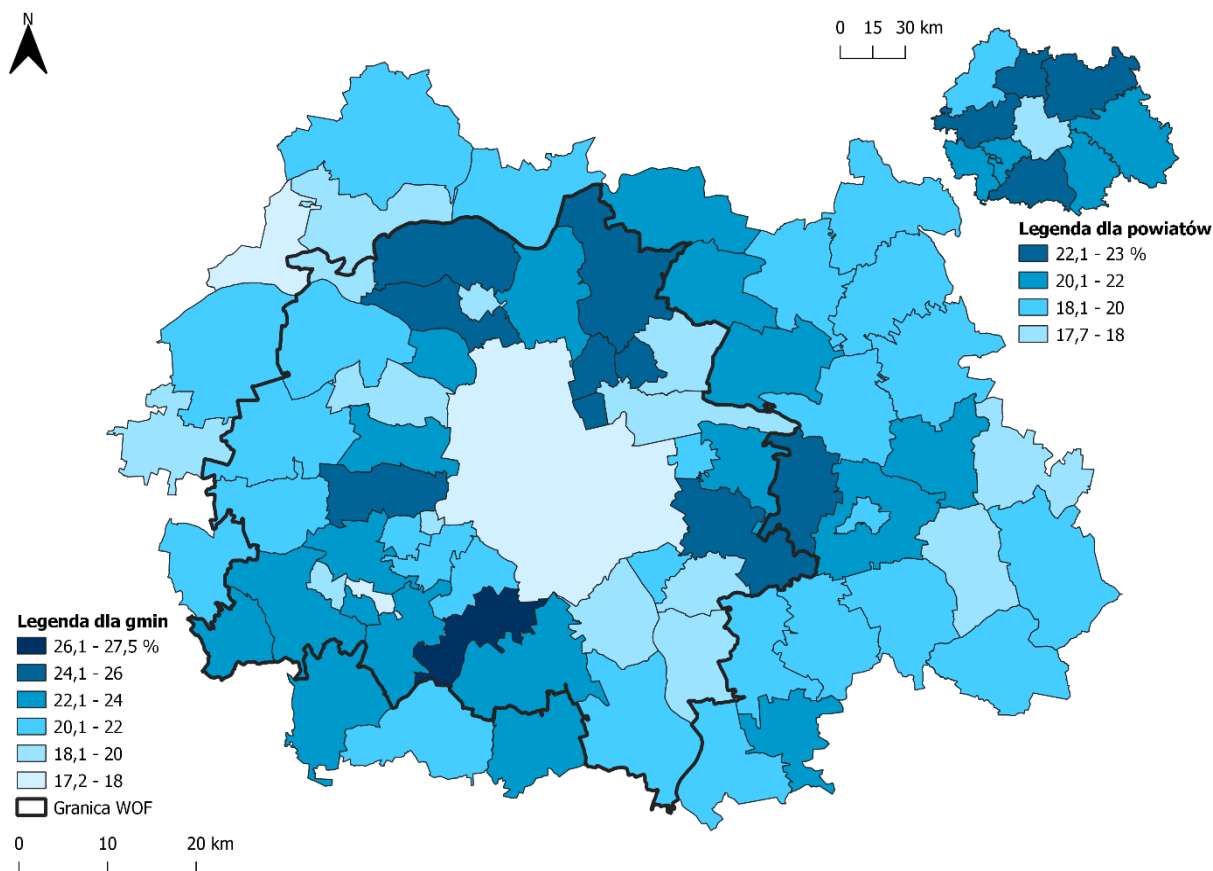 N
0 15 30 km
Legenda dla powiatów
22,1 - 23 %
20,1 - 22
18,1 - 20
17,7 - 18
Legenda dla gmin
26,1 - 27,5 %
24,1 - 26
22,1 - 24
20,1 - 22
18,1 - 20
17,2 - 18
Granica WOF
0 10 20 km